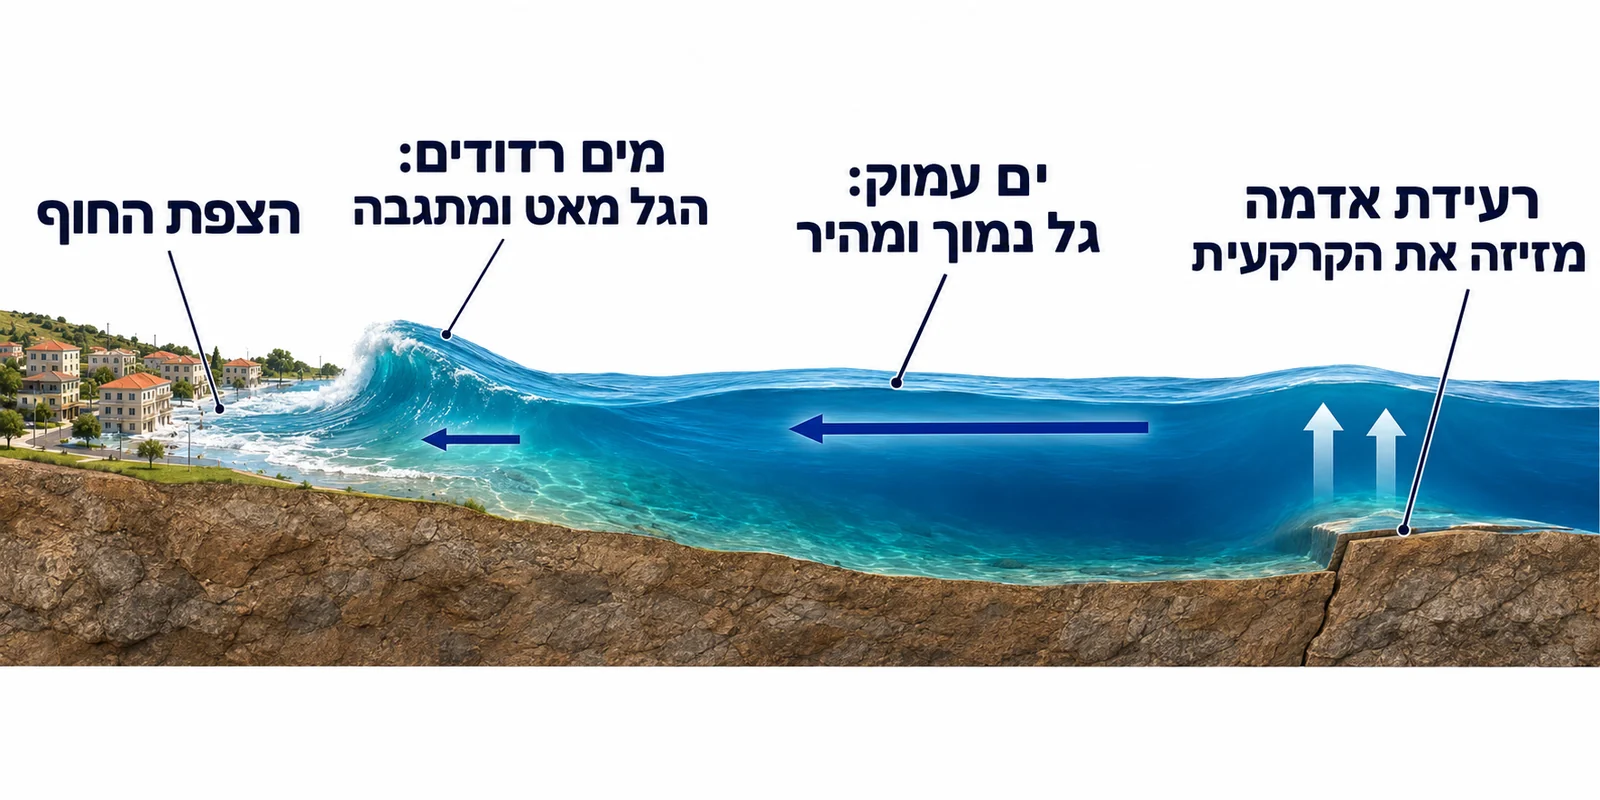 רעידת אדמה
מזיזה את הקרקעית
ים עמוק:
גל נמוך ומהיר
מים רדודים:
הגל מאט ומתגבה
הצפת החוף